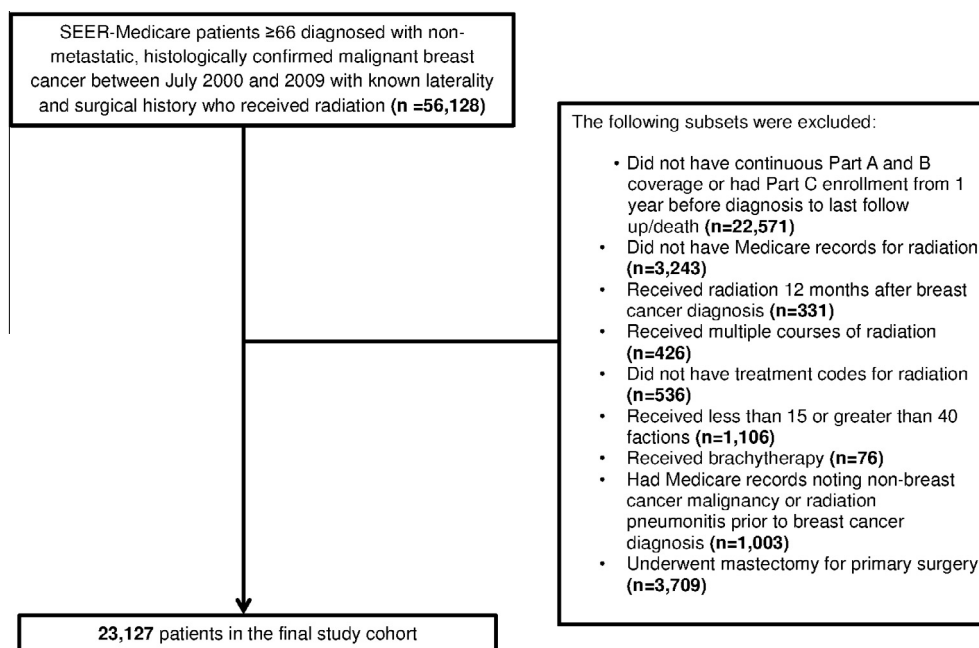 SEER-Medicare patients ≥66 diagnosed with non-
metastatic, histologically confirmed malignant breast
cancer between July 2000 and 2009 with known laterality
and surgical history who received radiation (n =56,128)
The following subsets were excluded:
• Did not have continuous Part A and B
coverage or had Part C enrollment from 1
year before diagnosis to last follow
up/death (n=22,571)
• Did not have Medicare records for radiation
(n=3,243)
• Received radiation 12 months after breast
cancer diagnosis (n=331)
• Received multiple courses of radiation
(n=426)
• Did not have treatment codes for radiation
(n=536)
• Received less than 15 or greater than 40
factions (n=1,106)
• Received brachytherapy (n=76)
• Had Medicare records noting non-breast
cancer malignancy or radiation
pneumonitis prior to breast cancer
diagnosis (n=1,003)
• Underwent mastectomy for primary surgery
(n=3,709)
23,127 patients in the final study cohort